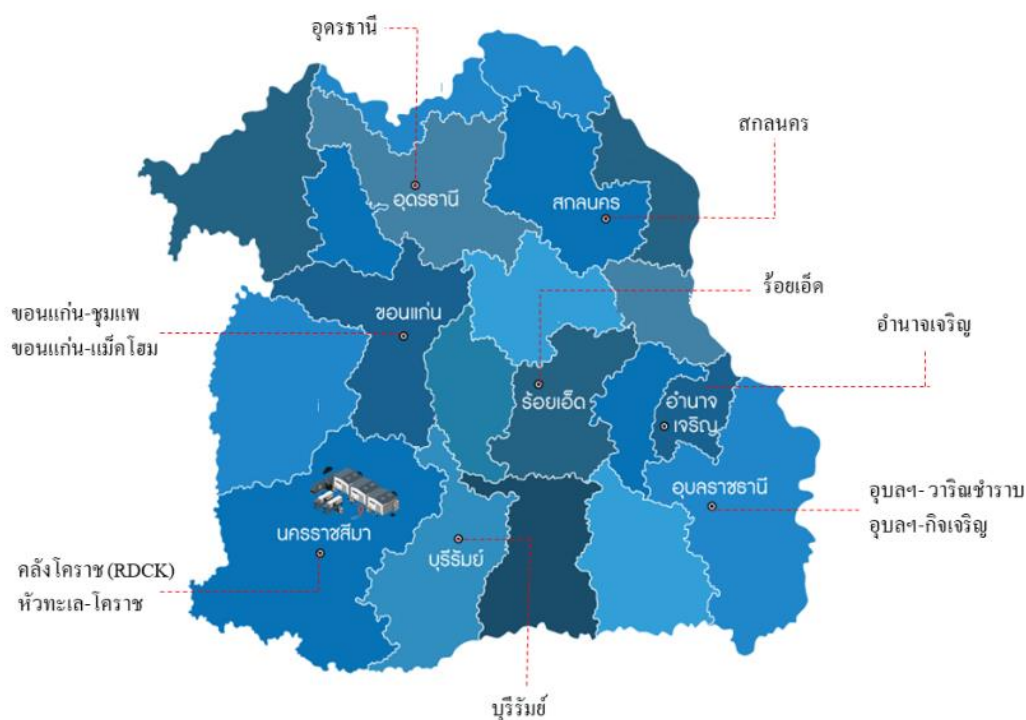 อุดรธานี
สกลนคร
อุดรธานี
สกลนคร
ร้อยเอ็ด
ขอนแก่น-ชุมแพ
ขอนแก่น-แม็คโฮม
ขอนแก่น
อำนาจเจริญ
ร้อยเอ็ด
อำนาจ
เจริญ
อุบลราชธานี
อุบลฯ-วาริณชำราบ
อุบลฯ-กิจเจริญ
นครราชสีมา
บุรีรัมย์
คลังโคราช (RDCK)
หัวทะเล-โคราช
บุรีรัมย์